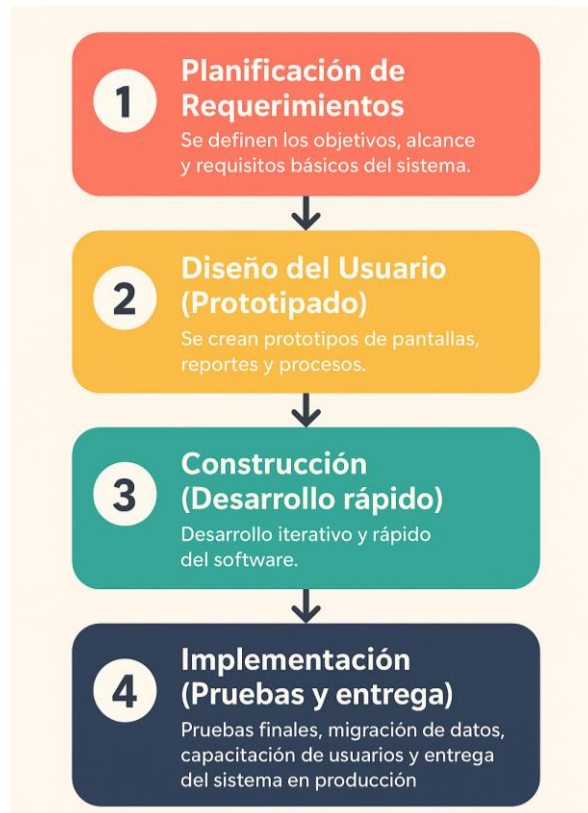 1
Planificación de
Requerimientos
Se definen los objetivos, alcance
y requisitos básicos del sistema.
2
Diseño del Usuario
(Prototipado)
Se crean prototipos de pantallas,
reportes y procesos.
3
Construcción
(Desarrollo rápido)
Desarrollo iterativo y rápido
del software.
4
Implementación
(Pruebas y entrega)
Pruebas finales, migración de datos,
capacitación de usuarios y entrega
del sistema en producción